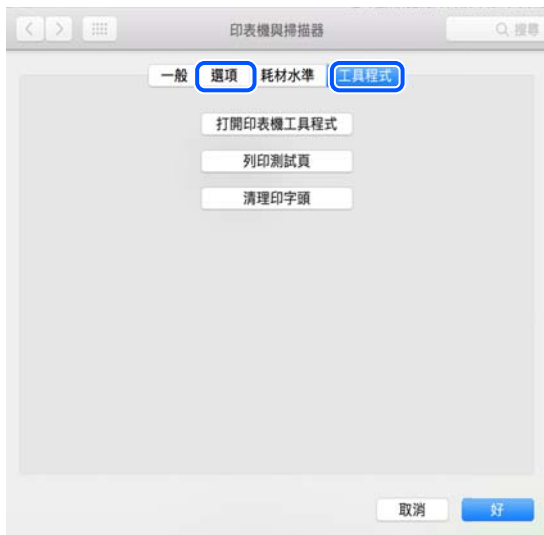 印表機與掃描器 搜尋
一般 選項 耗材水準 工具程式
打開印表機工具程式
列印測試頁
清理印字頭
取消 好